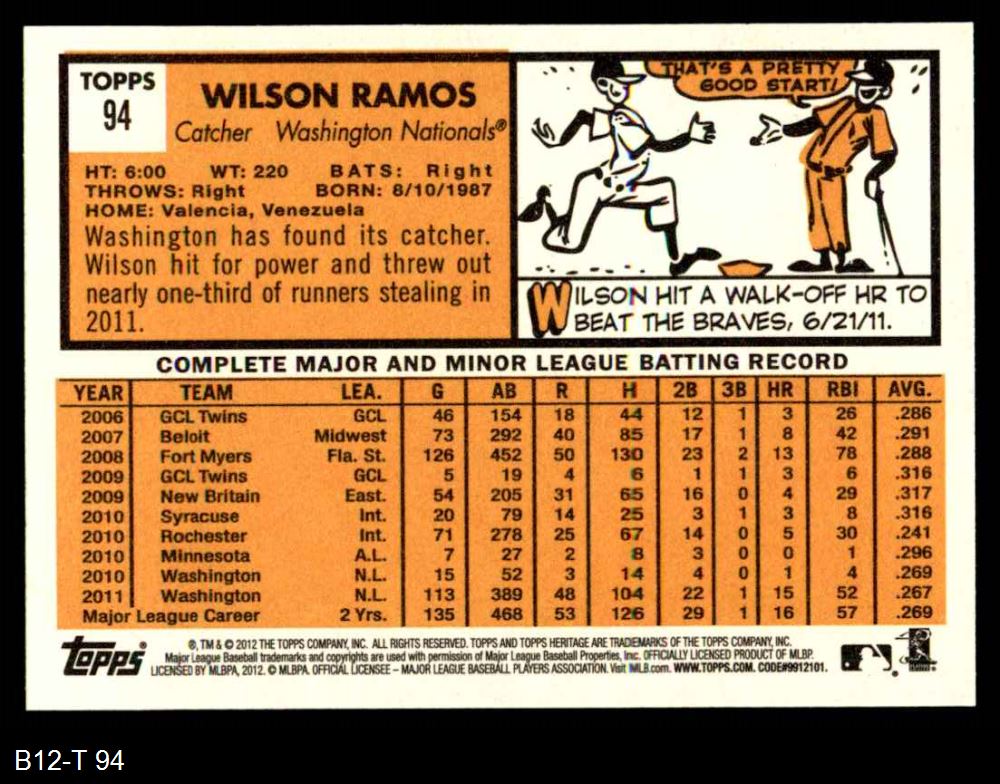 TOPPS
94
WILSON RAMOS
Catcher Washington Nationals®
HT: 6:00 WT: 220 BATS: Right
THROWS: Right BORN: 8/10/1987
HOME: Valencia, Venezuela
Washington has found its catcher.
Wilson hit for power and threw out
nearly one-third of runners stealing in
2011.
THAT'S A PRETTY
GOOD START!
WILSON HIT A WALK-OFF HR TO
BEAT THE BRAVES, 6/21/11.
COMPLETE MAJOR AND MINOR LEAGUE BATTING RECORD
YEAR TEAM LEA. G AB R H 2B 3B HR RBI AVG.
2006 GCL Twins GCL 46 154 18 44 12 1 3 26 .286
2007 Beloit Midwest 73 292 40 85 17 1 8 42 .291
2008 Fort Myers Fla. St. 126 452 50 130 23 2 13 78 .288
2009 GCL Twins GCL 5 19 4 6 1 1 3 6 .316
2009 New Britain East. 54 205 31 65 16 0 4 29 .317
2010 Syracuse Int. 20 79 14 25 3 1 3 8 .316
2010 Rochester Int. 71 278 25 67 14 0 5 30 .241
2010 Minnesota A.L. 7 27 2 8 3 0 0 1 .296
2010 Washington N.L. 15 52 3 14 4 0 1 4 .269
2011 Washington N.L. 113 389 48 104 22 1 15 52 .267
Major League Career 2 Yrs. 135 468 53 126 29 1 16 57 .269
Topps®
®, TM & © 2012 THE TOPPS COMPANY, INC. ALL RIGHTS RESERVED. TOPPS AND TOPPS HERITAGE ARE TRADEMARKS OF THE TOPPS COMPANY, INC.
Major League Baseball trademarks and copyrights are used with permission of Major League Baseball Properties, Inc. OFFICIALLY LICENSED PRODUCT OF MLBP.
LICENSED BY MLBPA, 2012. © MLBPA. OFFICIAL LICENSEE – MAJOR LEAGUE BASEBALL PLAYERS ASSOCIATION. Visit MLB.com. WWW.TOPPS.COM. CODE#9912101.
B12-T 94